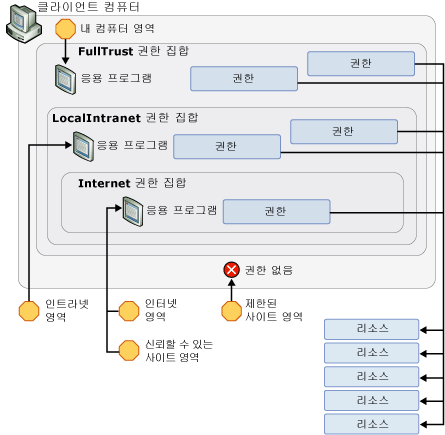 클라이언트 컴퓨터
내 컴퓨터 영역
FullTrust 권한 집합
권한
응용 프로그램
권한
LocalIntranet 권한 집합
권한
응용 프로그램
권한
Internet 권한 집합
응용 프로그램
권한
권한 없음
인트라넷
영역
인터넷
영역
제한된
사이트 영역
신뢰할 수 있는
사이트 영역
리소스
리소스
리소스
리소스
리소스